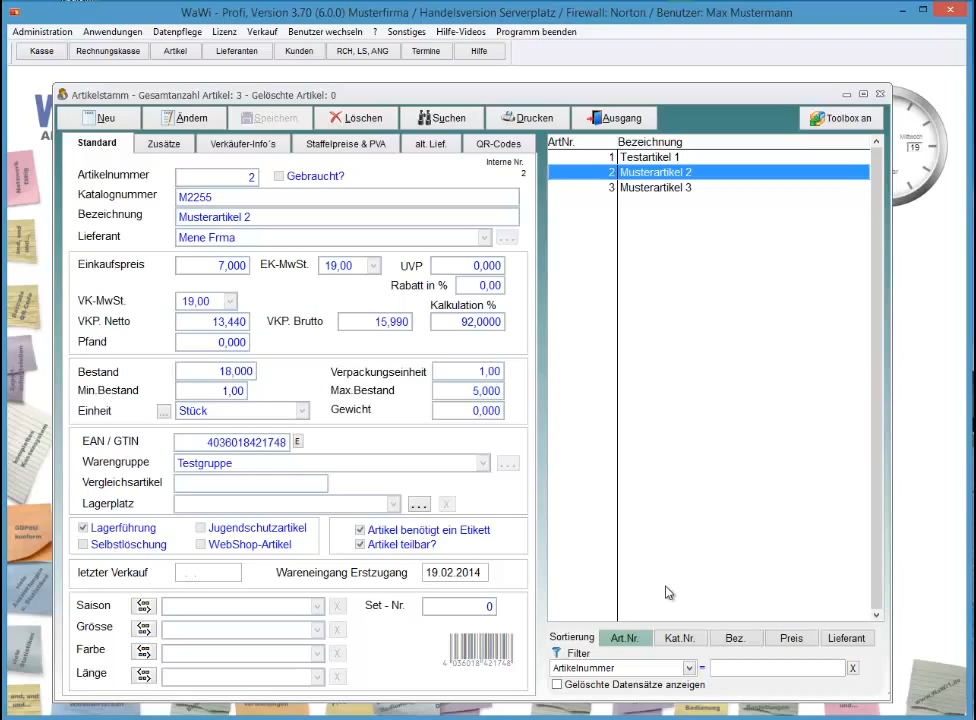 WaWi - Profi, Version 3.70 (6.0.0) Musterfirma / Handelsversion Serverplatz / Firewall: Norton / Benutzer: Max Mustermann
Administration Anwendungen Datenpflege Lizenz Verkauf Benutzer wechseln ? Sonstiges Hilfe-Videos Programm beenden
Kasse Rechnungskasse Artikel Lieferanten Kunden RCH, LS, ANG Termine Hilfe
Artikelstamm - Gesamtanzahl Artikel: 3 - Gelöschte Artikel: 0
Neu Ändern Speichern Löschen Suchen Drucken Ausgang Toolbox an
Standard Zusätze Verkäufer-Info´s Staffelpreise & PVA alt. Lief. QR-Codes
Interne Nr.
2
Artikelnummer 2 Gebraucht?
Katalognummer M2255
Bezeichnung Musterartikel 2
Lieferant Mene Frma ...
Einkaufspreis 7,000 EK-MwSt. 19,00 UVP 0,000
Rabatt in % 0,00
VK-MwSt. 19,00 Kalkulation %
VKP. Netto 13,440 VKP. Brutto 15,990 92,0000
Pfand 0,000
Bestand 18,000 Verpackungseinheit 1,00
Min.Bestand 1,00 Max.Bestand 5,000
Einheit ... Stück Gewicht 0,000
EAN / GTIN 4036018421748 E
Warengruppe Testgruppe ...
Vergleichsartikel
Lagerplatz ... X
Lagerführung Jugendschutzartikel Artikel benötigt ein Etikett
Selbstlöschung WebShop-Artikel Artikel teilbar?
letzter Verkauf . . Wareneingang Erstzugang 19.02.2014
Saison X Set - Nr. 0
Grösse X
Farbe X
4 036018 421748
Länge X
ArtNr. Bezeichnung
1 Testartikel 1
2 Musterartikel 2
3 Musterartikel 3
Sortierung Art.Nr. Kat.Nr. Bez. Preis Lieferant
Filter
Artikelnummer = X
Gelöschte Datensätze anzeigen
Mittwoch
19